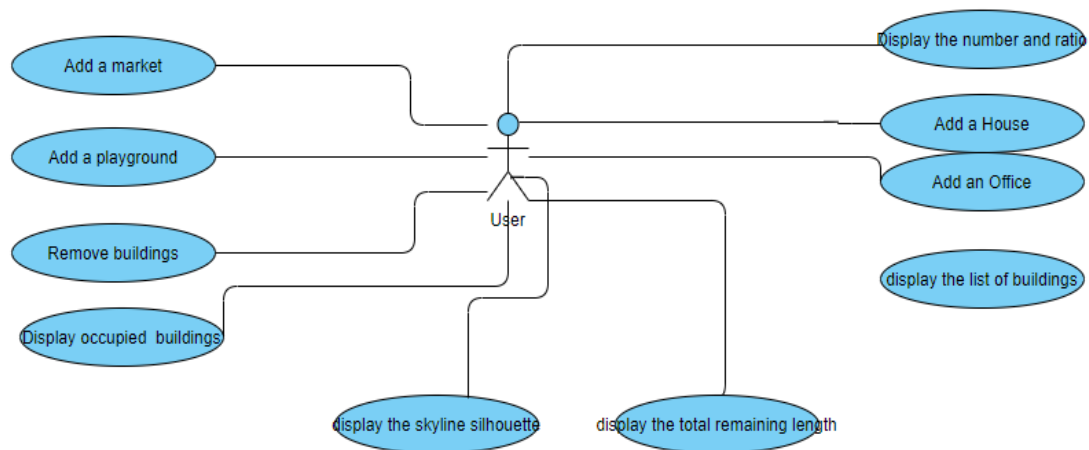 Display the number and ratio
Add a market
Add a House
Add a playground
Add an Office
User
Remove buildings
display the list of buildings
Display occupied  buildings
display the skyline silhouette
display the total remaining length